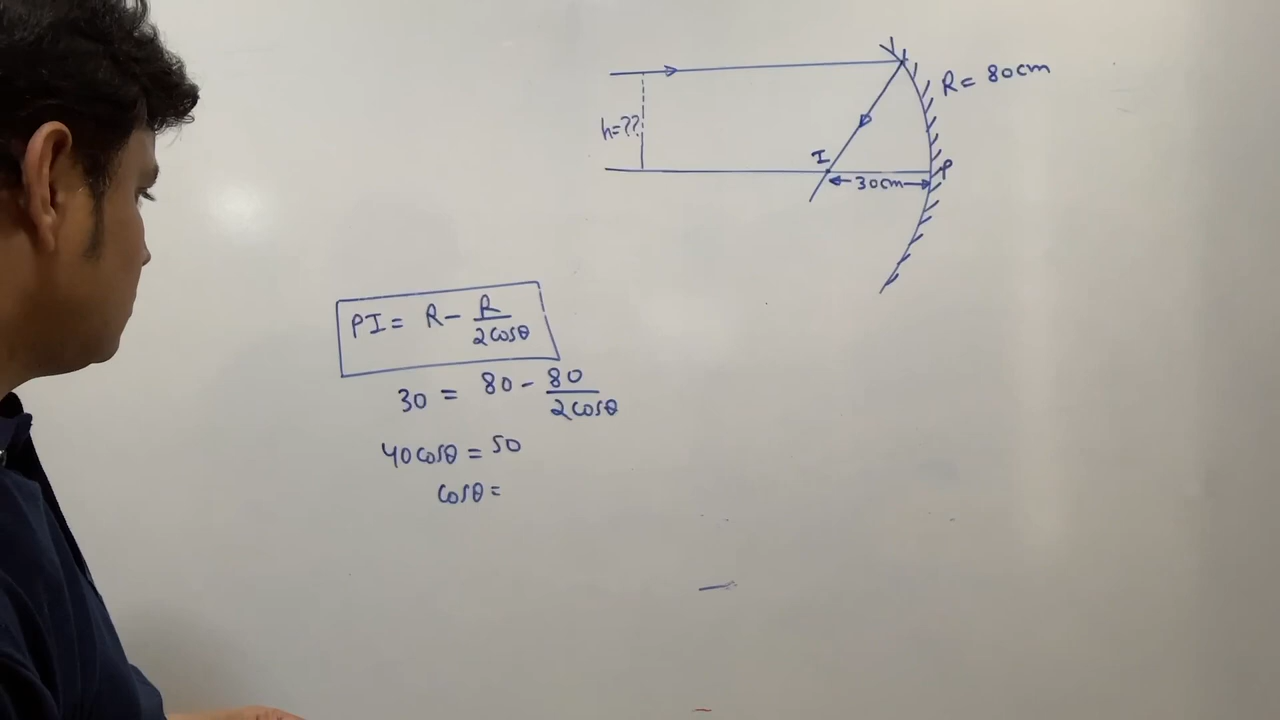 R= 80cm
h=??
I
P
30cm
PI = R - R/2cosθ
30 = 80 - 80/2cosθ
40cosθ = 50
cosθ =